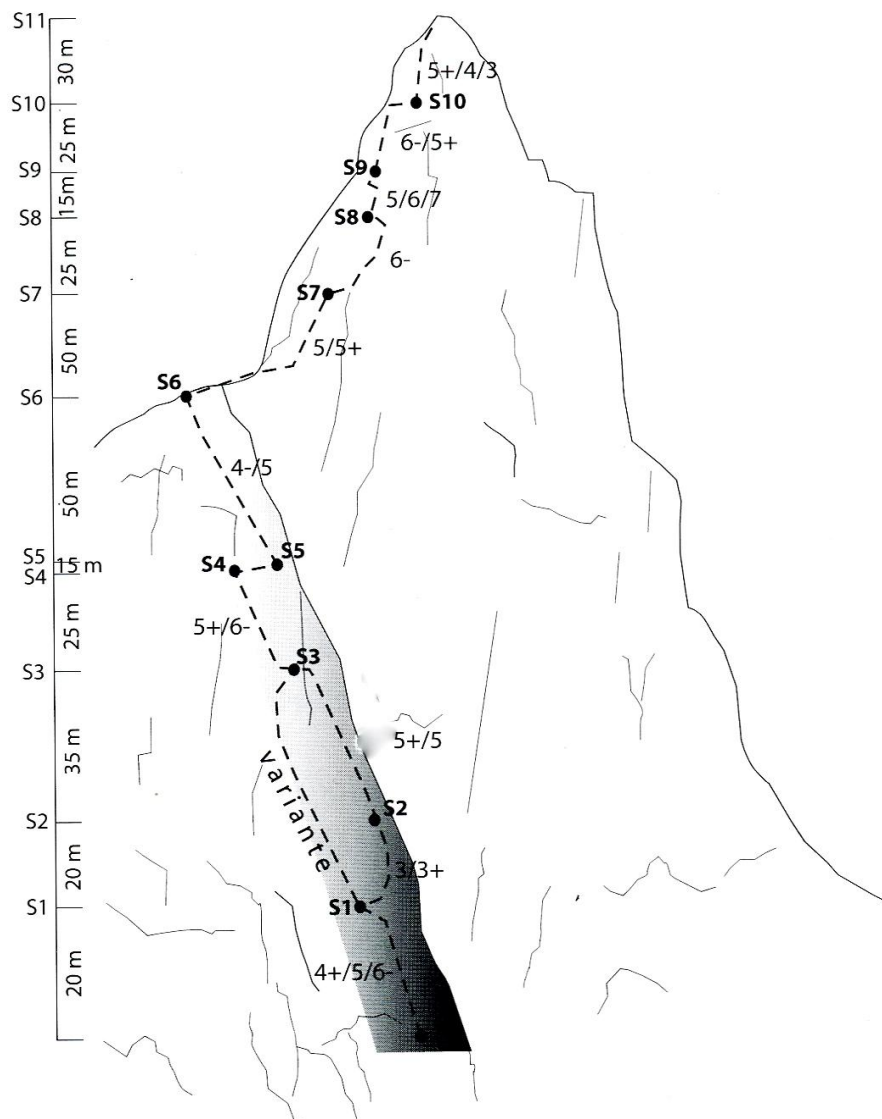 S11
30 m
5+/4/3
S10
S10
25 m
6-/5+
S9
S9
15m
5/6/7
S8
S8
25 m
6-
S7
S7
50 m
5/5+
S6
S6
50 m
4-/5
S5
S5
15 m
S4
S4
25 m
5+/6-
S3
S3
35 m
5+/5
variante
S2
S2
20 m
3/3+
S1
S1
20 m
4+/5/6-